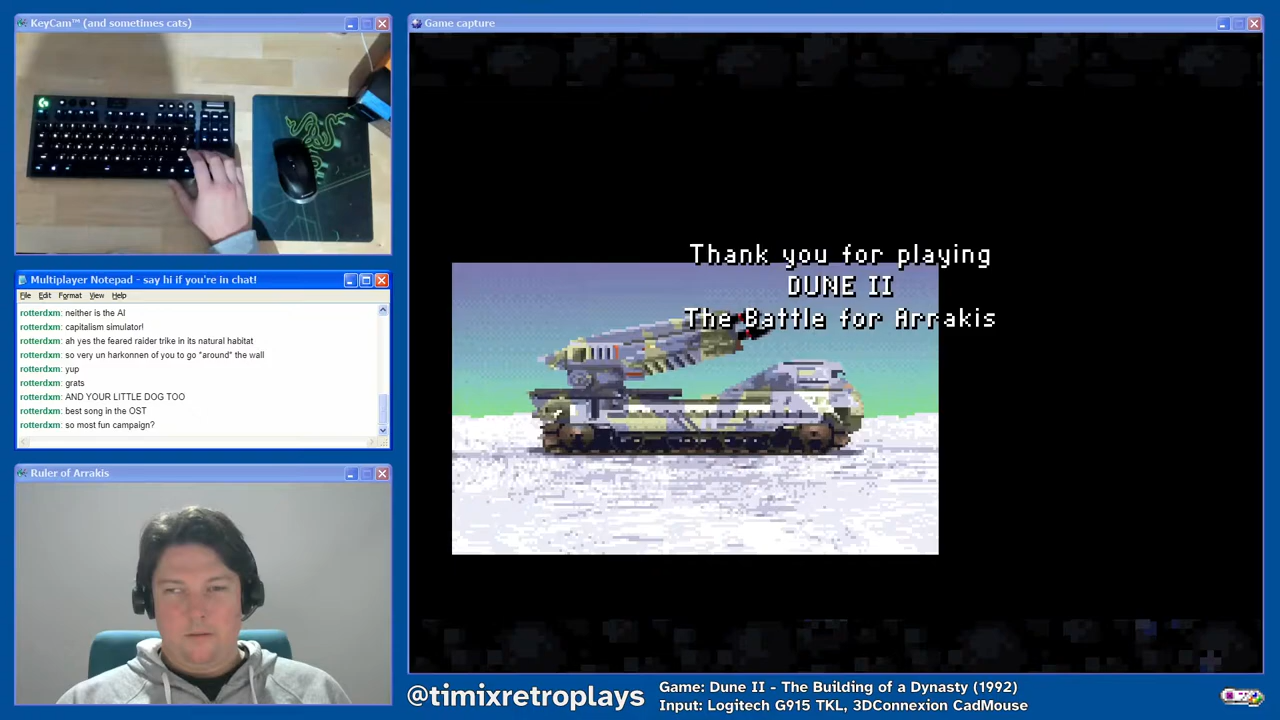 KeyCam™ (and sometimes cats)
Game capture
Thank you for playing
DUNE II
The Battle for Arrakis
Multiplayer Notepad - say hi if you're in chat!
File Edit Format View Help
rotterdxm: neither is the AI
rotterdxm: capitalism simulator!
rotterdxm: ah yes the feared raider trike in its natural habitat
rotterdxm: so very un harkonnen of you to go *around* the wall
rotterdxm: yup
rotterdxm: grats
rotterdxm: AND YOUR LITTLE DOG TOO
rotterdxm: best song in the OST
rotterdxm: so most fun campaign?
Ruler of Arrakis
@timixretroplays
Game: Dune II - The Building of a Dynasty (1992)
Input: Logitech G915 TKL, 3DConnexion CadMouse